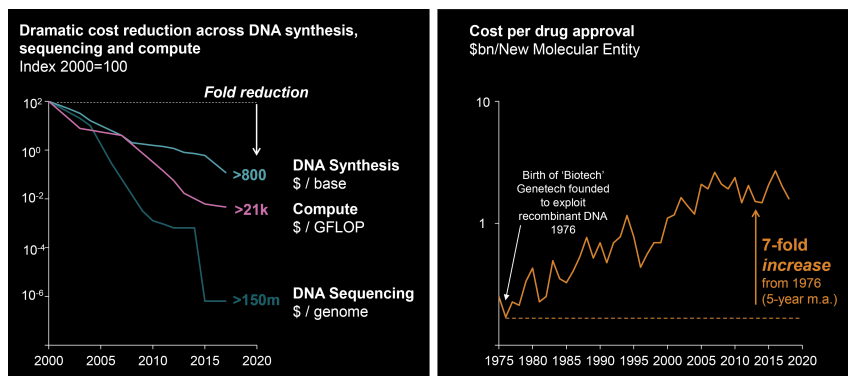 Dramatic cost reduction across DNA synthesis,
sequencing and compute
Index 2000=100
Fold reduction
10²
10⁰
10⁻²
10⁻⁴
10⁻⁶
>800
DNA Synthesis
$ / base
>21k
Compute
$ / GFLOP
>150m
DNA Sequencing
$ / genome
2000 2005 2010 2015 2020
Cost per drug approval
$bn/New Molecular Entity
10
1
Birth of 'Biotech'
Genetech founded
to exploit
recombinant DNA
1976
7-fold
increase
from 1976
(5-year m.a.)
1975 1980 1985 1990 1995 2000 2005 2010 2015 2020